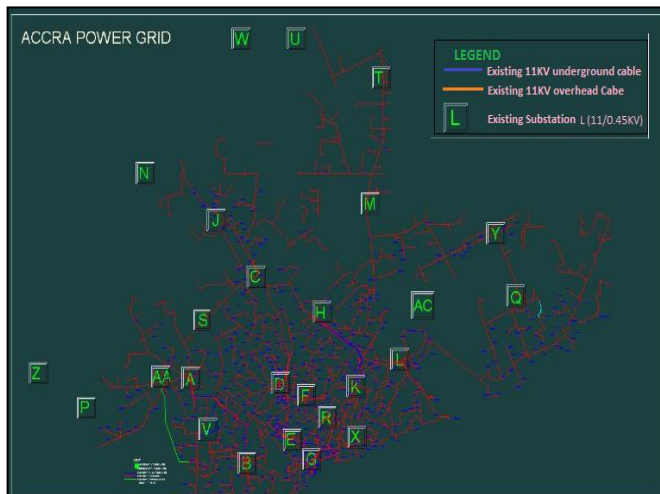 ACCRA POWER GRID
W
U
LEGEND
Existing 11KV underground cable
Existing 11KV overhead Cabe
L
Existing Substation L (11/0.45KV)
T
N
M
J
Y
C
Q
AC
H
S
L
Z
AA
A
D
K
F
P
R
V
E
X
B
G